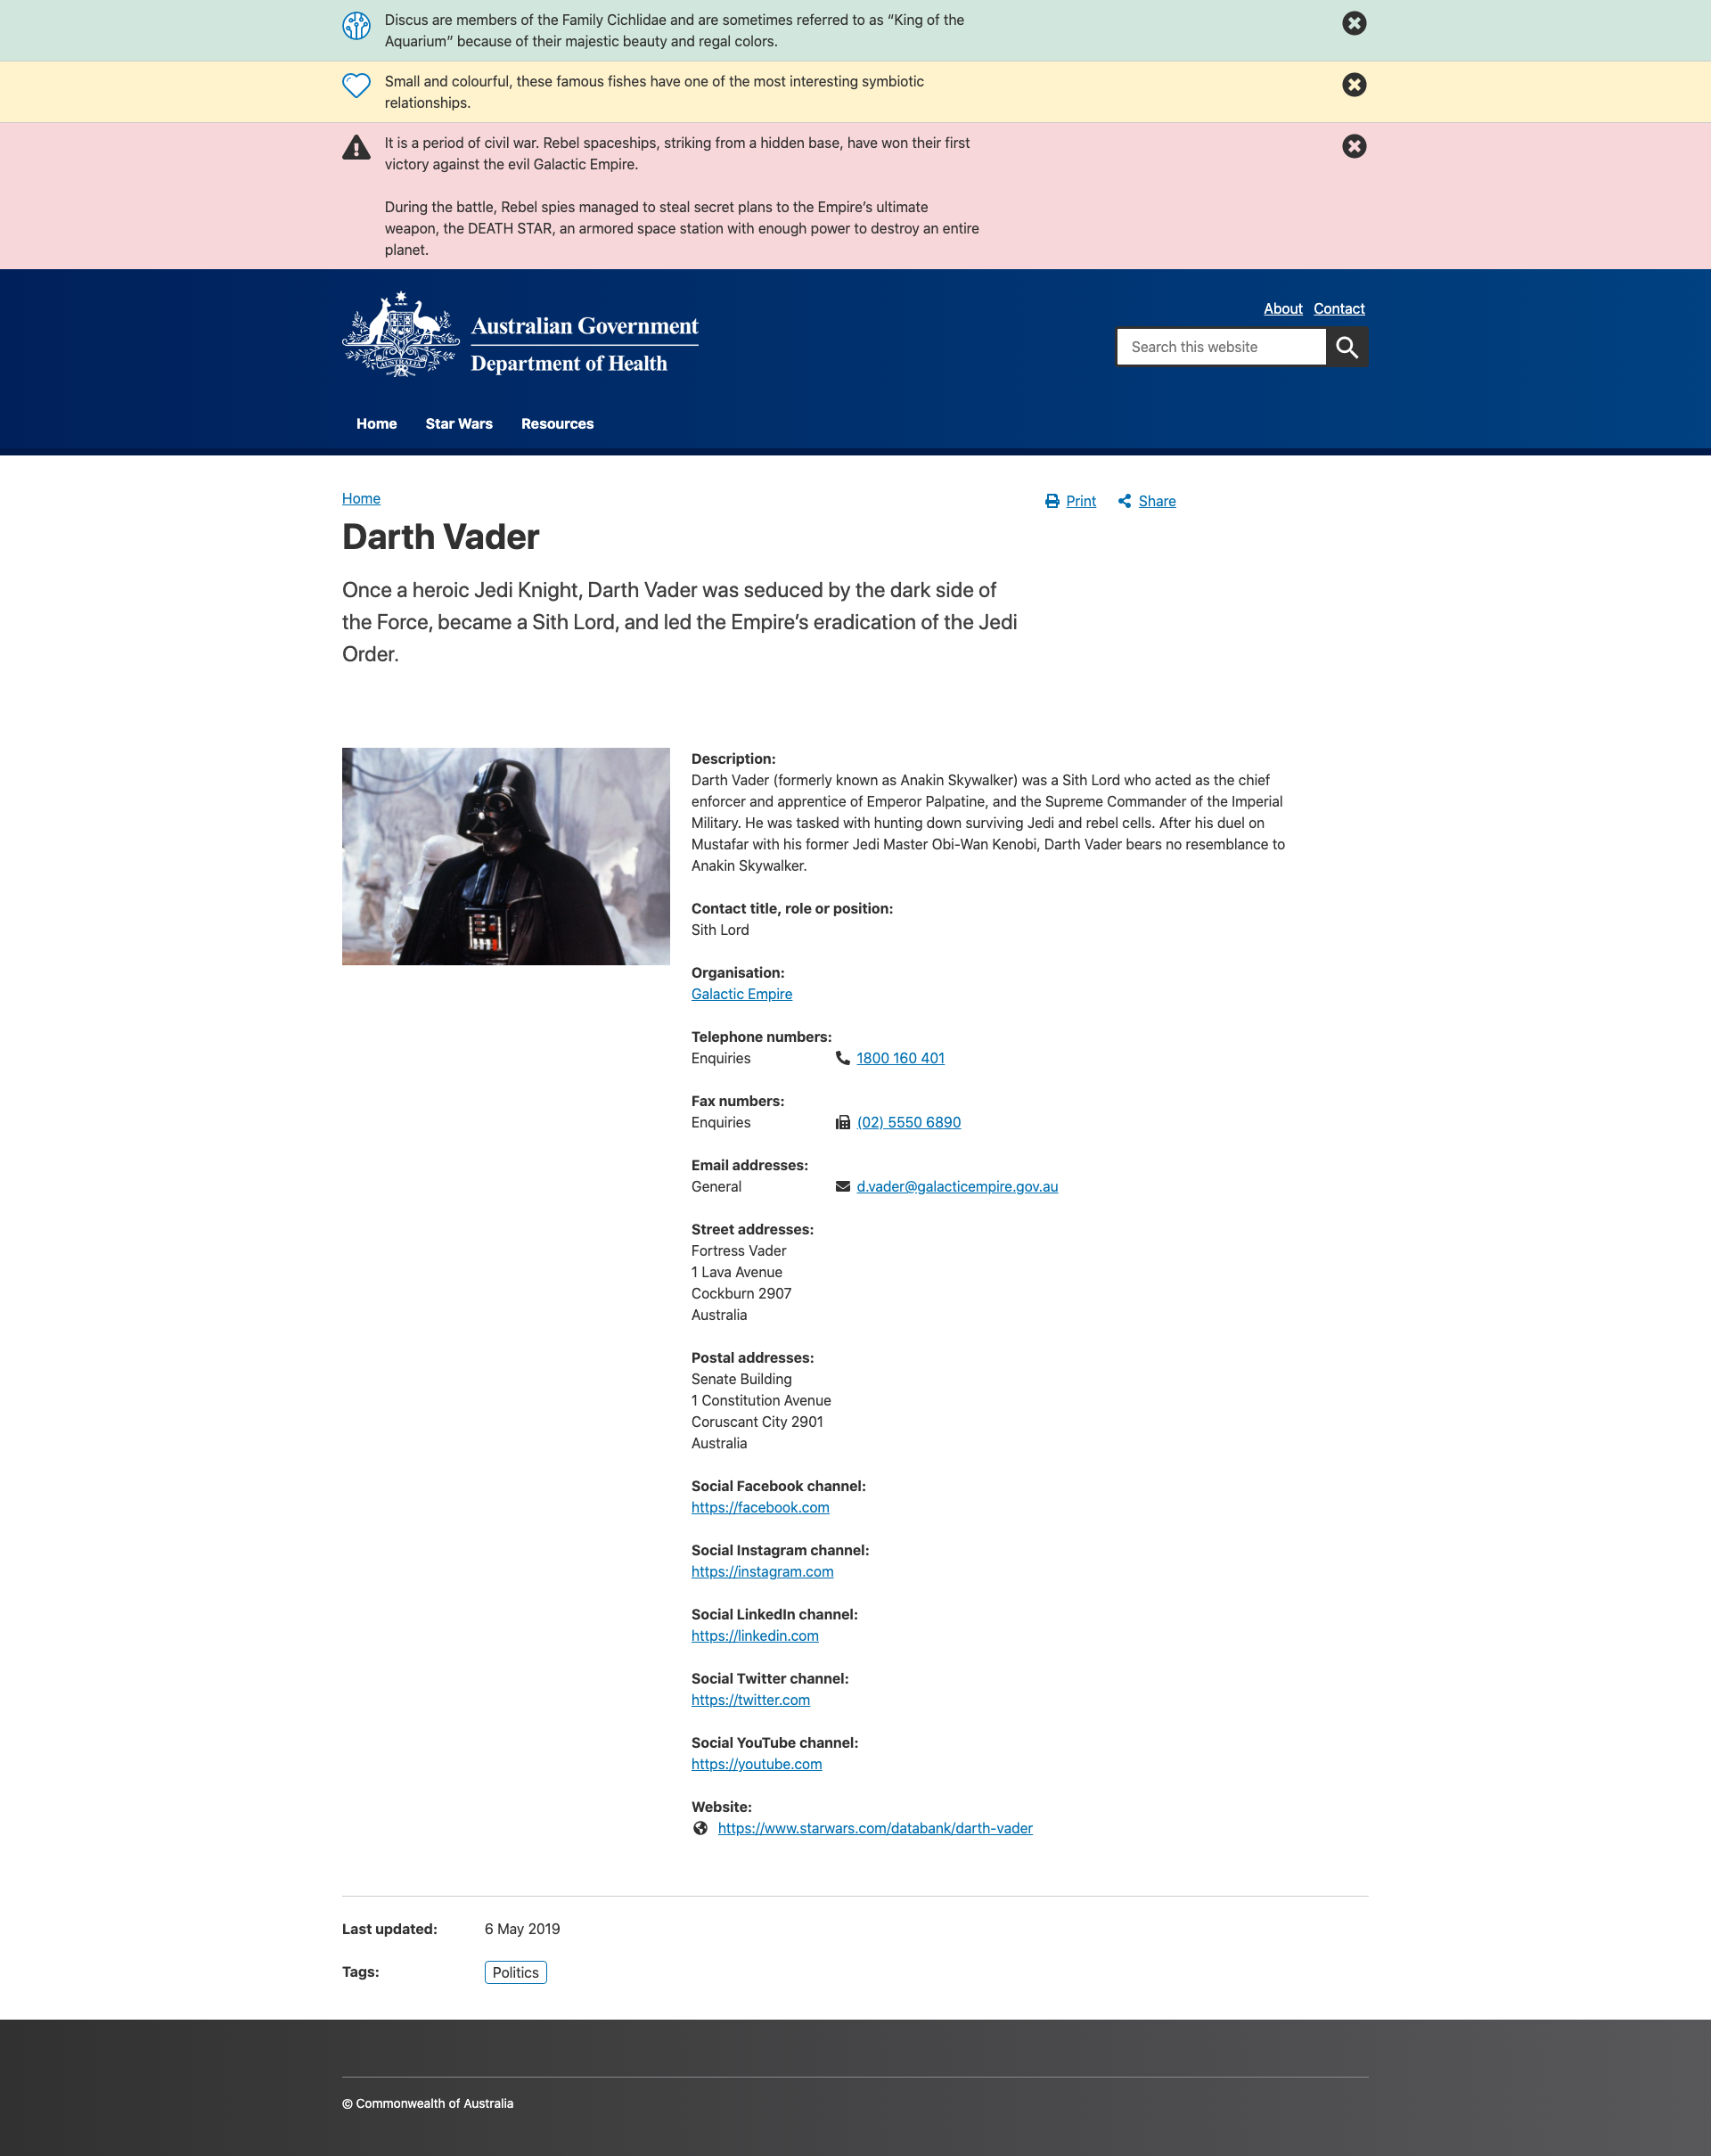 Discus are members of the Family Cichlidae and are sometimes referred to as “King of the
Aquarium” because of their majestic beauty and regal colors.
Small and colourful, these famous fishes have one of the most interesting symbiotic
relationships.
It is a period of civil war. Rebel spaceships, striking from a hidden base, have won their first
victory against the evil Galactic Empire.
During the battle, Rebel spies managed to steal secret plans to the Empire’s ultimate
weapon, the DEATH STAR, an armored space station with enough power to destroy an entire
planet.
About Contact
AUSTRALIA
Australian Government
Department of Health
Search this website
Home Star Wars Resources
Home
Print Share
Darth Vader
Once a heroic Jedi Knight, Darth Vader was seduced by the dark side of
the Force, became a Sith Lord, and led the Empire’s eradication of the Jedi
Order.
Description:
Darth Vader (formerly known as Anakin Skywalker) was a Sith Lord who acted as the chief
enforcer and apprentice of Emperor Palpatine, and the Supreme Commander of the Imperial
Military. He was tasked with hunting down surviving Jedi and rebel cells. After his duel on
Mustafar with his former Jedi Master Obi-Wan Kenobi, Darth Vader bears no resemblance to
Anakin Skywalker.
Contact title, role or position:
Sith Lord
Organisation:
Galactic Empire
Telephone numbers:
Enquiries 1800 160 401
Fax numbers:
Enquiries (02) 5550 6890
Email addresses:
General d.vader@galacticempire.gov.au
Street addresses:
Fortress Vader
1 Lava Avenue
Cockburn 2907
Australia
Postal addresses:
Senate Building
1 Constitution Avenue
Coruscant City 2901
Australia
Social Facebook channel:
https://facebook.com
Social Instagram channel:
https://instagram.com
Social LinkedIn channel:
https://linkedin.com
Social Twitter channel:
https://twitter.com
Social YouTube channel:
https://youtube.com
Website:
https://www.starwars.com/databank/darth-vader
Last updated: 6 May 2019
Tags: Politics
© Commonwealth of Australia